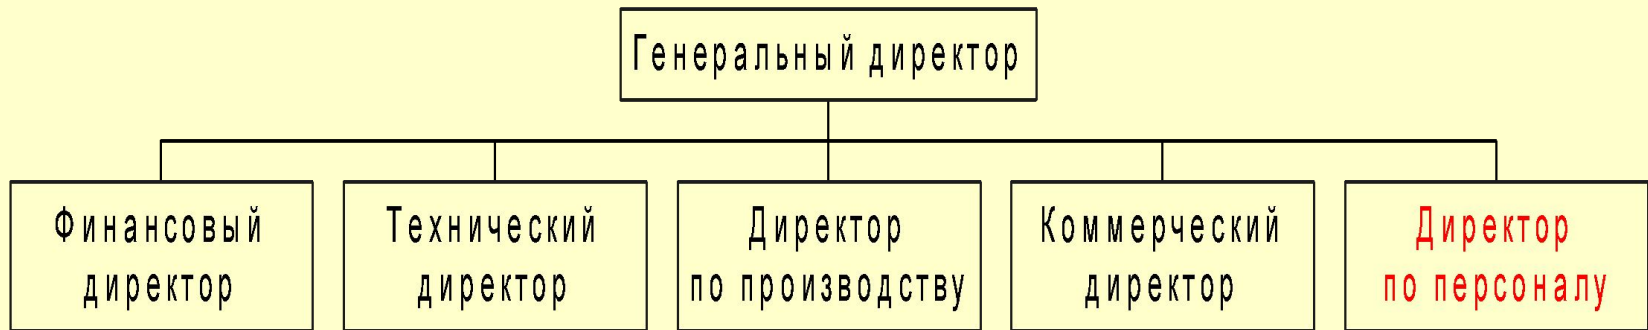 Генеральный директор
Финансовый
директор
Технический
директор
Директор
по производству
Коммерческий
директор
Директор
по персоналу